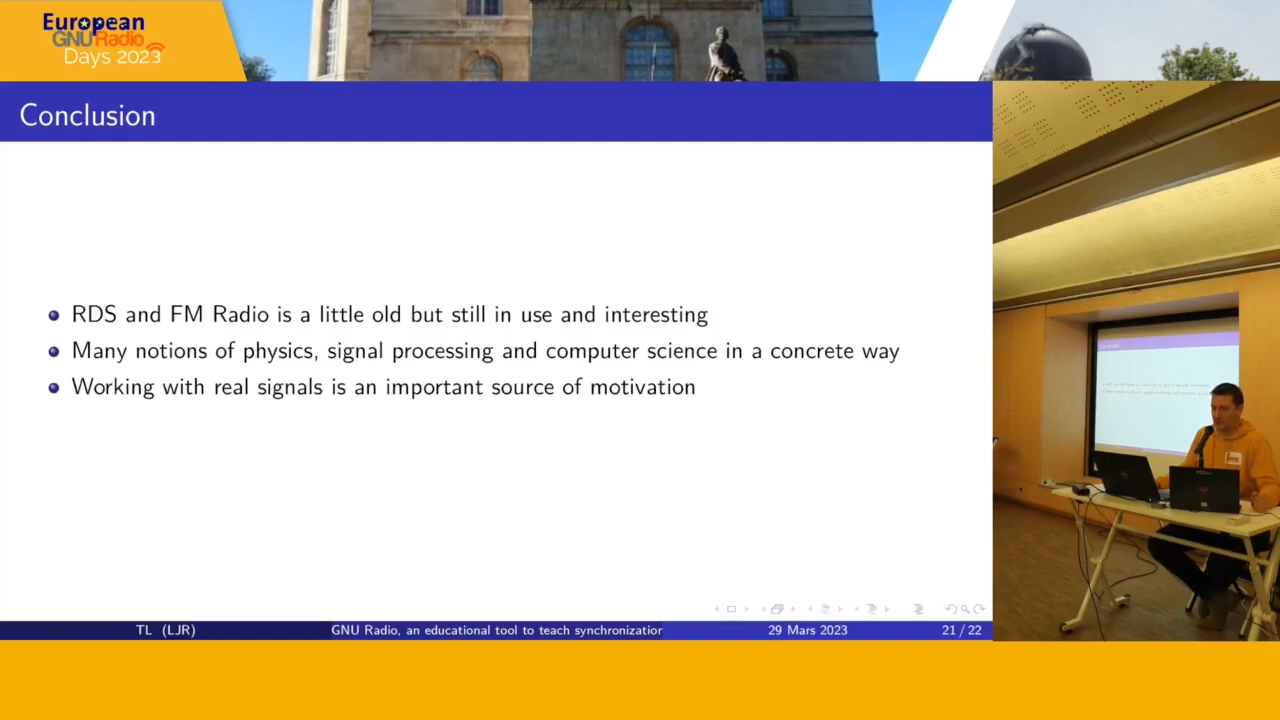 European
GNURadio
Days 2023
Conclusion
RDS and FM Radio is a little old but still in use and interesting
Many notions of physics, signal processing and computer science in a concrete way
Working with real signals is an important source of motivation
TL (LJR)
GNU Radio, an educational tool to teach synchronization
29 Mars 2023
21 / 22
Conclusion